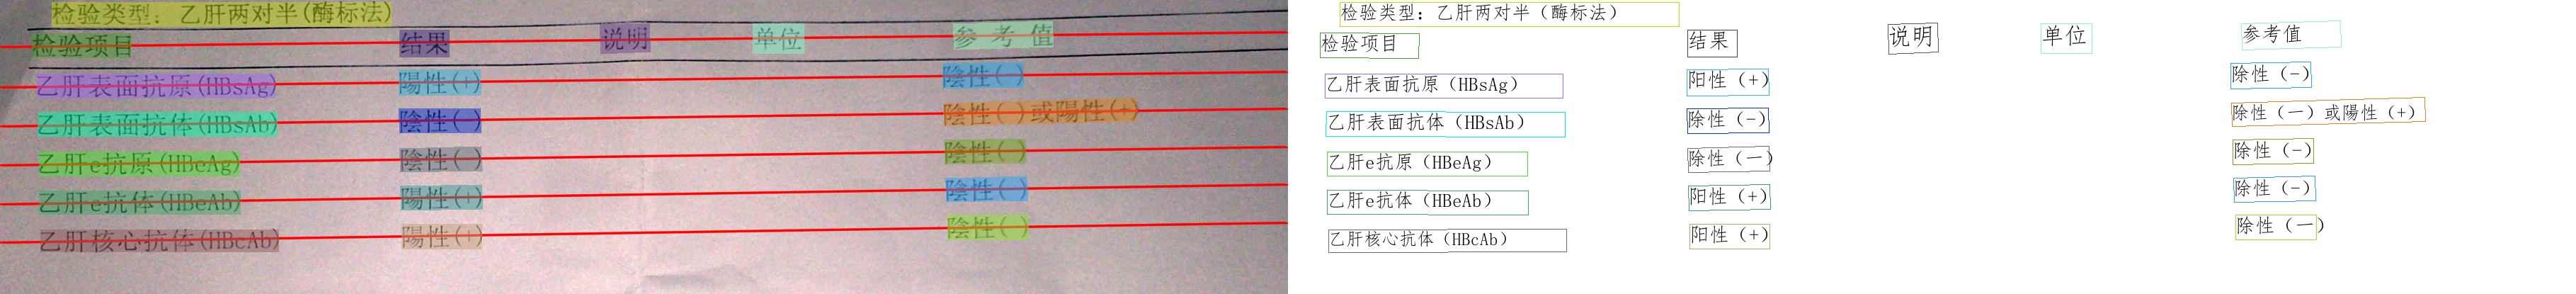 检验类型: 乙肝两对半(酶标法)
检验项目 结果 说明 单位 参 考 值
乙肝表面抗原(HBsAg) 陽性(+) 陰性( )
乙肝表面抗体(HBsAb) 陰性( ) 陰性( )或陽性(+)
乙肝e抗原(HBeAg) 陰性( ) 陰性( )
乙肝e抗体(HBeAb) 陽性(+) 陰性( )
乙肝核心抗体(HBcAb) 陽性(+) 陰性( )
检验类型：乙肝两对半（酶标法）
检验项目 结果 说明 单位 参考值
乙肝表面抗原（HBsAg） 阳性（+） 除性（-）
乙肝表面抗体（HBsAb） 除性（-） 除性（一）或陽性（+）
乙肝e抗原（HBeAg） 除性（一） 除性（-）
乙肝e抗体（HBeAb） 阳性（+） 除性（-）
乙肝核心抗体（HBcAb） 阳性（+） 除性（一）